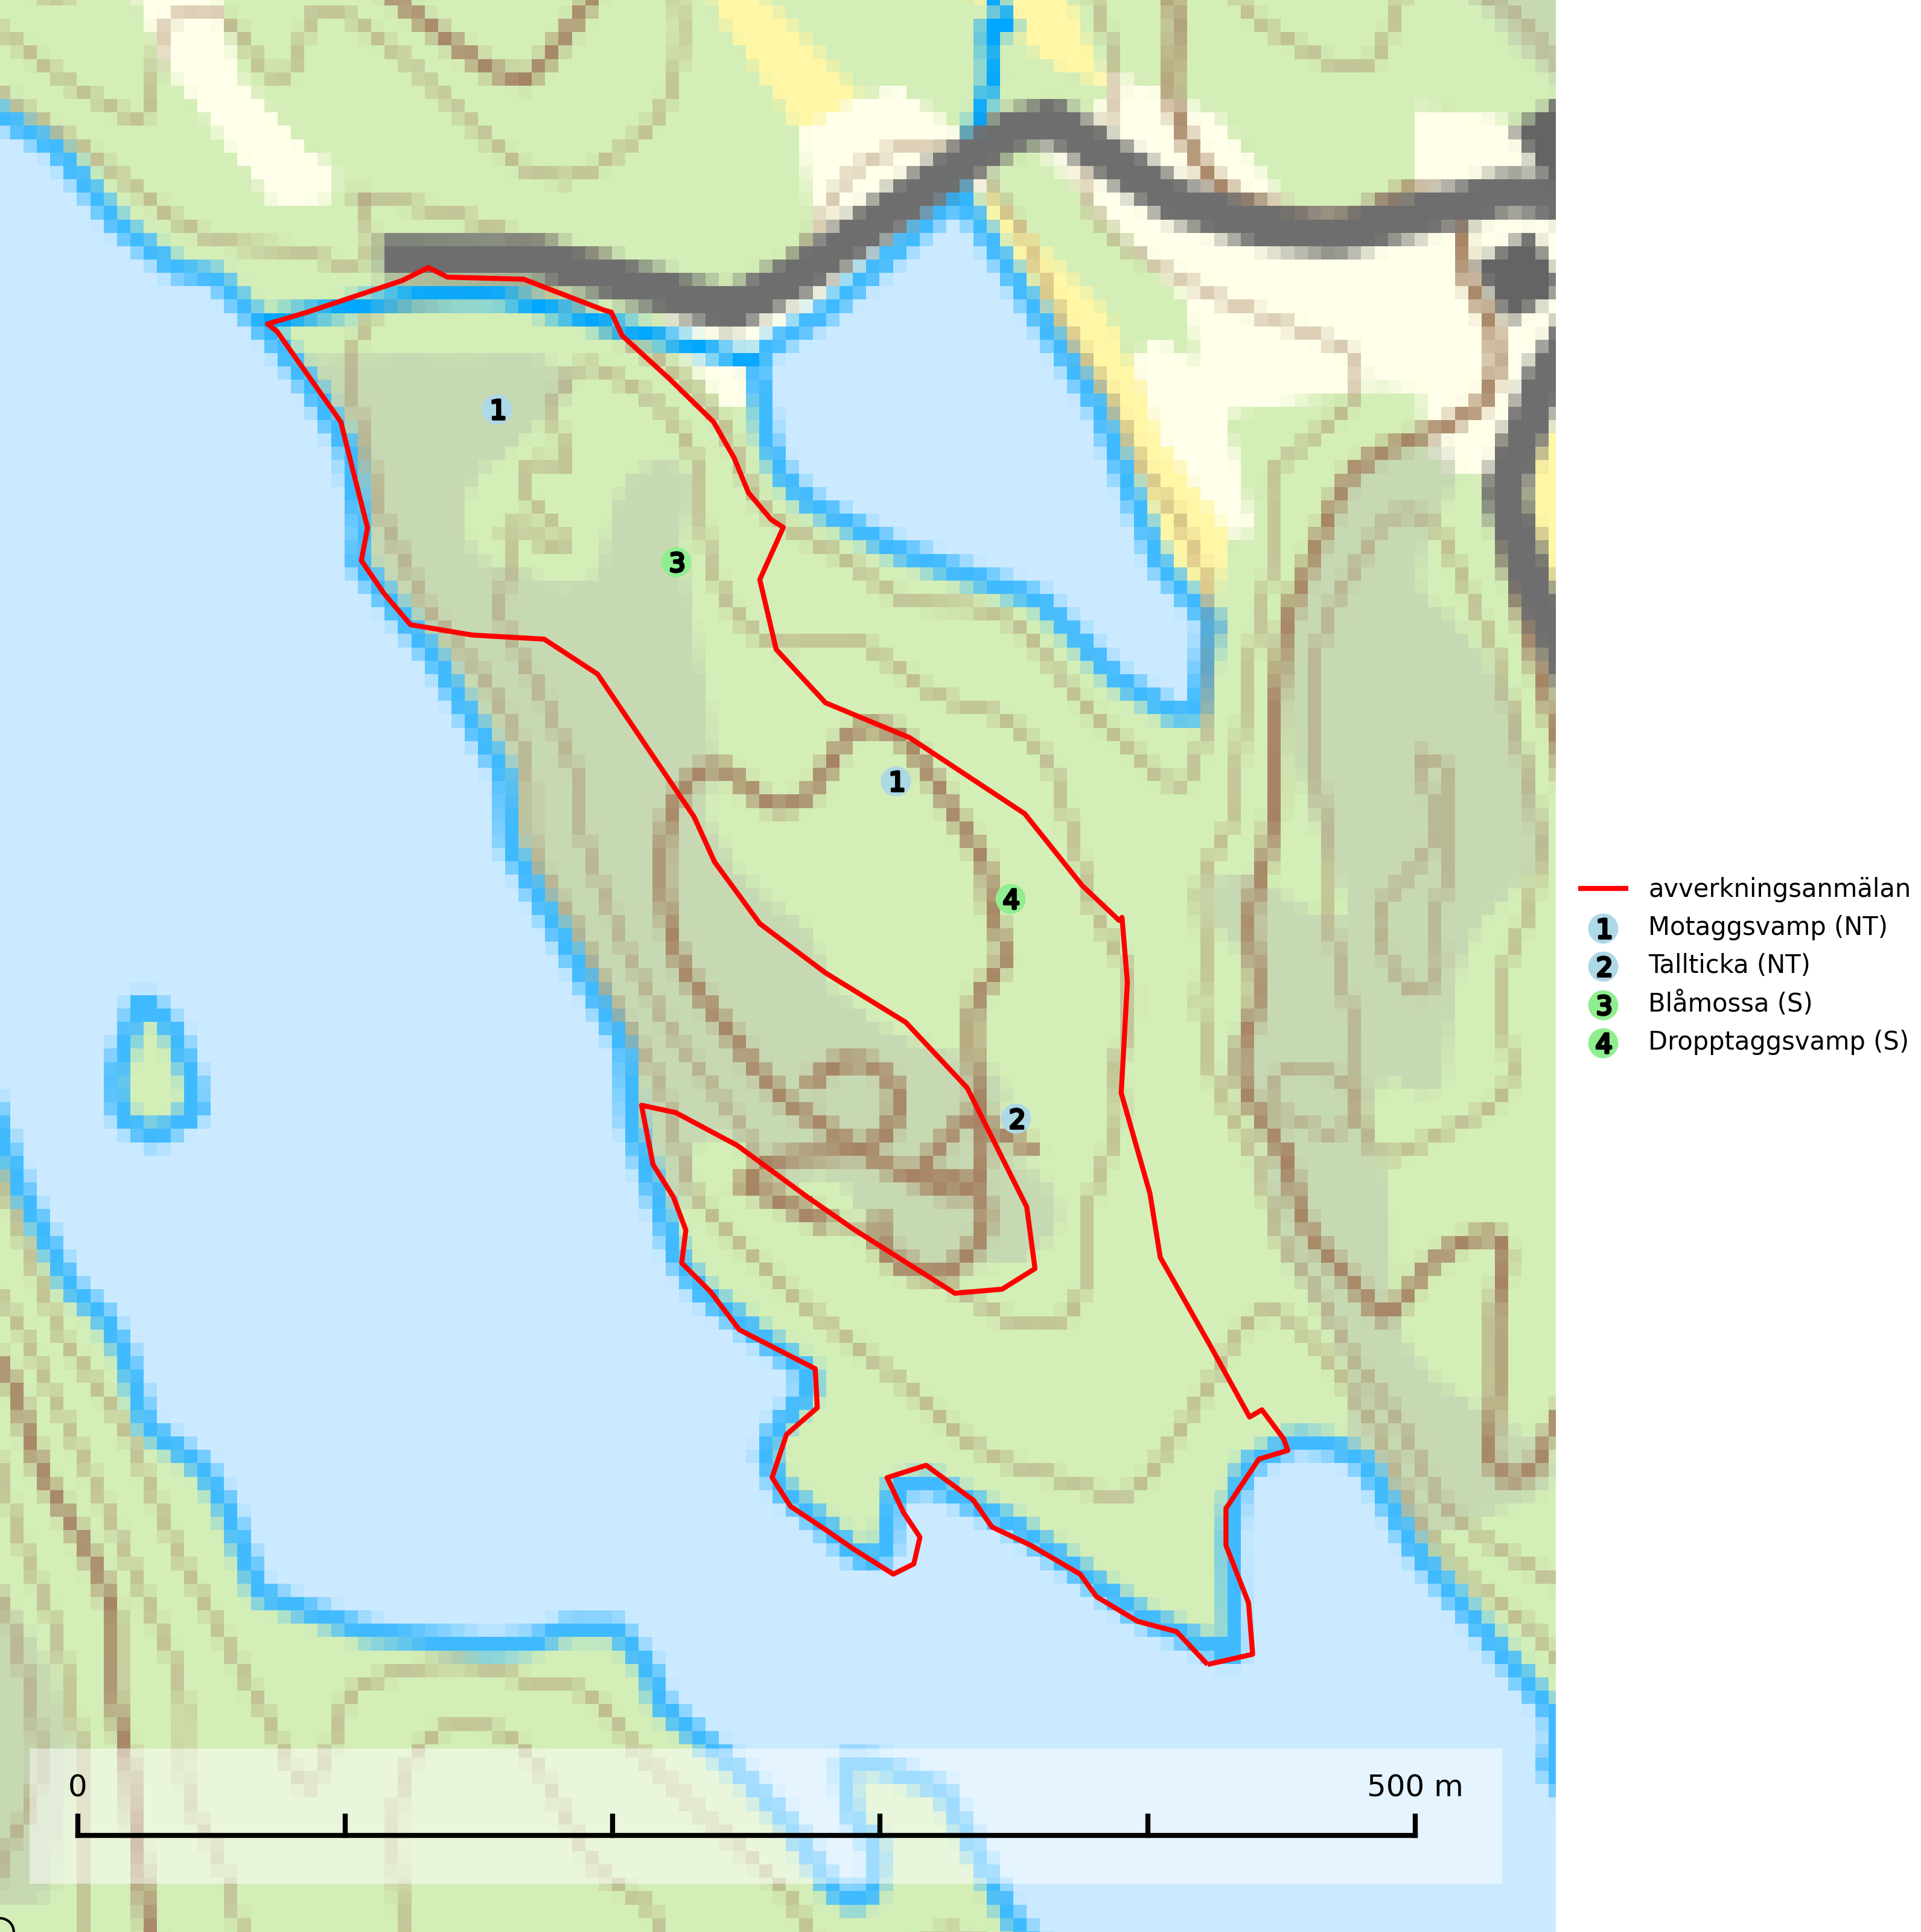 1
3
1
4
2
avverkningsanmälan
1 Motaggsvamp (NT)
2 Tallticka (NT)
3 Blåmossa (S)
4 Dropptaggsvamp (S)
0 500 m